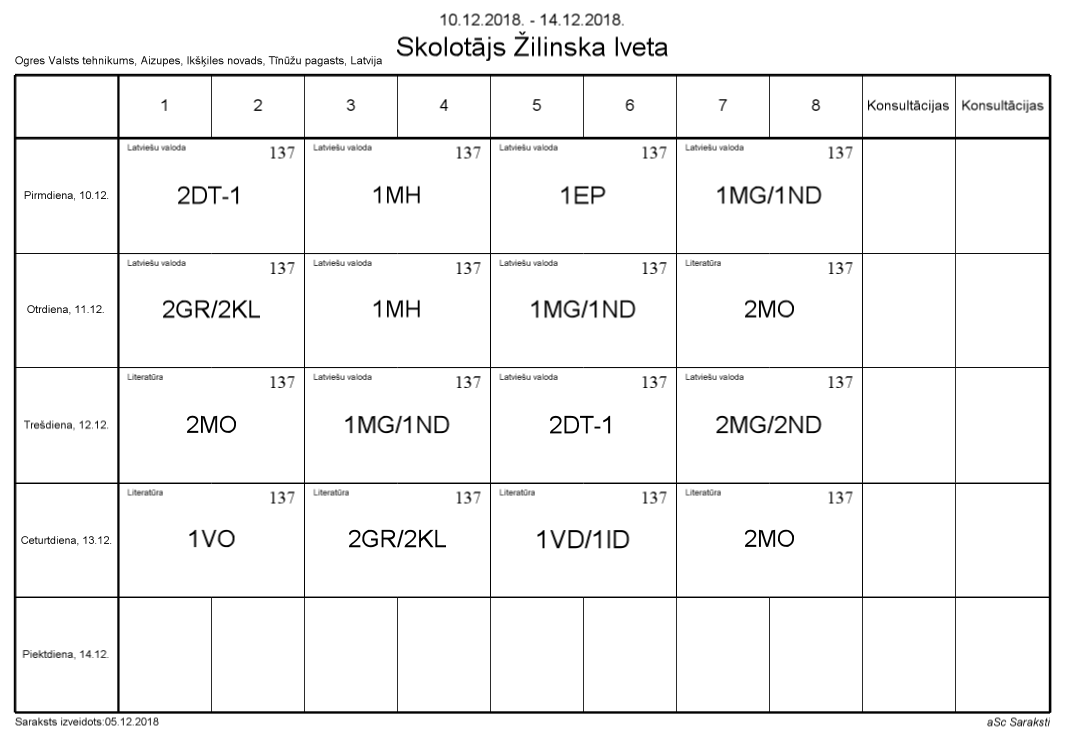 10.12.2018. - 14.12.2018.
Skolotājs Žilinska Iveta
Ogres Valsts tehnikums, Aizupes, Ikšķiles novads, Tīnūžu pagasts, Latvija
1 2 3 4 5 6 7 8 Konsultācijas Konsultācijas
Latviešu valoda 137 Latviešu valoda 137 Latviešu valoda 137 Latviešu valoda 137
Pirmdiena, 10.12. 2DT-1 1MH 1EP 1MG/1ND
Latviešu valoda 137 Latviešu valoda 137 Latviešu valoda 137 Literatūra 137
Otrdiena, 11.12. 2GR/2KL 1MH 1MG/1ND 2MO
Literatūra 137 Latviešu valoda 137 Latviešu valoda 137 Latviešu valoda 137
Trešdiena, 12.12. 2MO 1MG/1ND 2DT-1 2MG/2ND
Literatūra 137 Literatūra 137 Literatūra 137 Literatūra 137
Ceturtdiena, 13.12. 1VO 2GR/2KL 1VD/1ID 2MO
Piektdiena, 14.12.
Saraksts izveidots:05.12.2018 aSc Saraksti